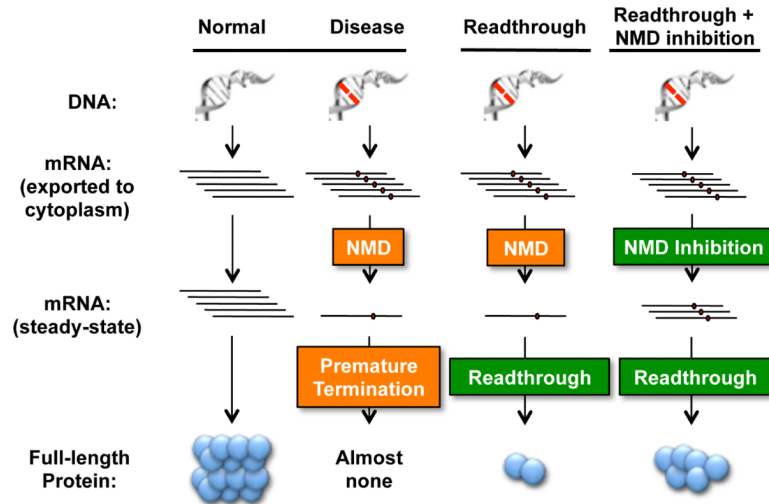 Normal
Disease
Readthrough
Readthrough +
NMD inhibition
DNA:
mRNA:
(exported to
cytoplasm)
NMD
NMD
NMD Inhibition
mRNA:
(steady-state)
Premature
Termination
Readthrough
Readthrough
Full-length
Protein:
Almost
none